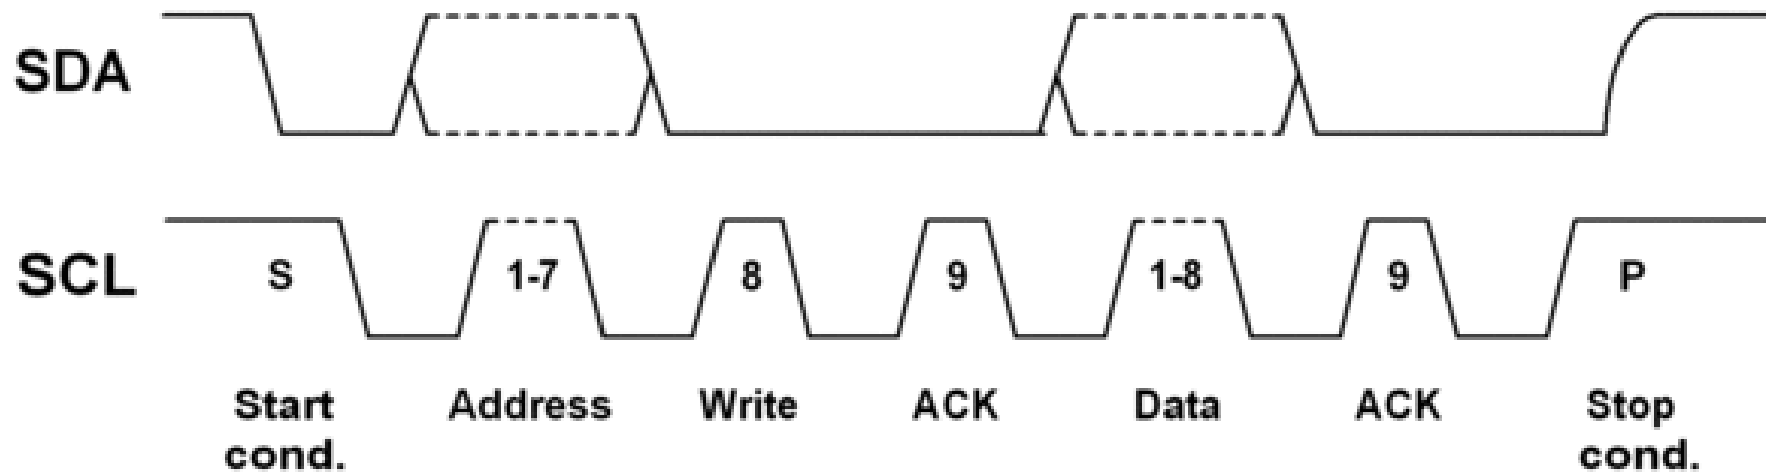 SDA
SCL
S 1-7 8 9 1-8 9 P
Start Address Write ACK Data ACK Stop
cond. cond.